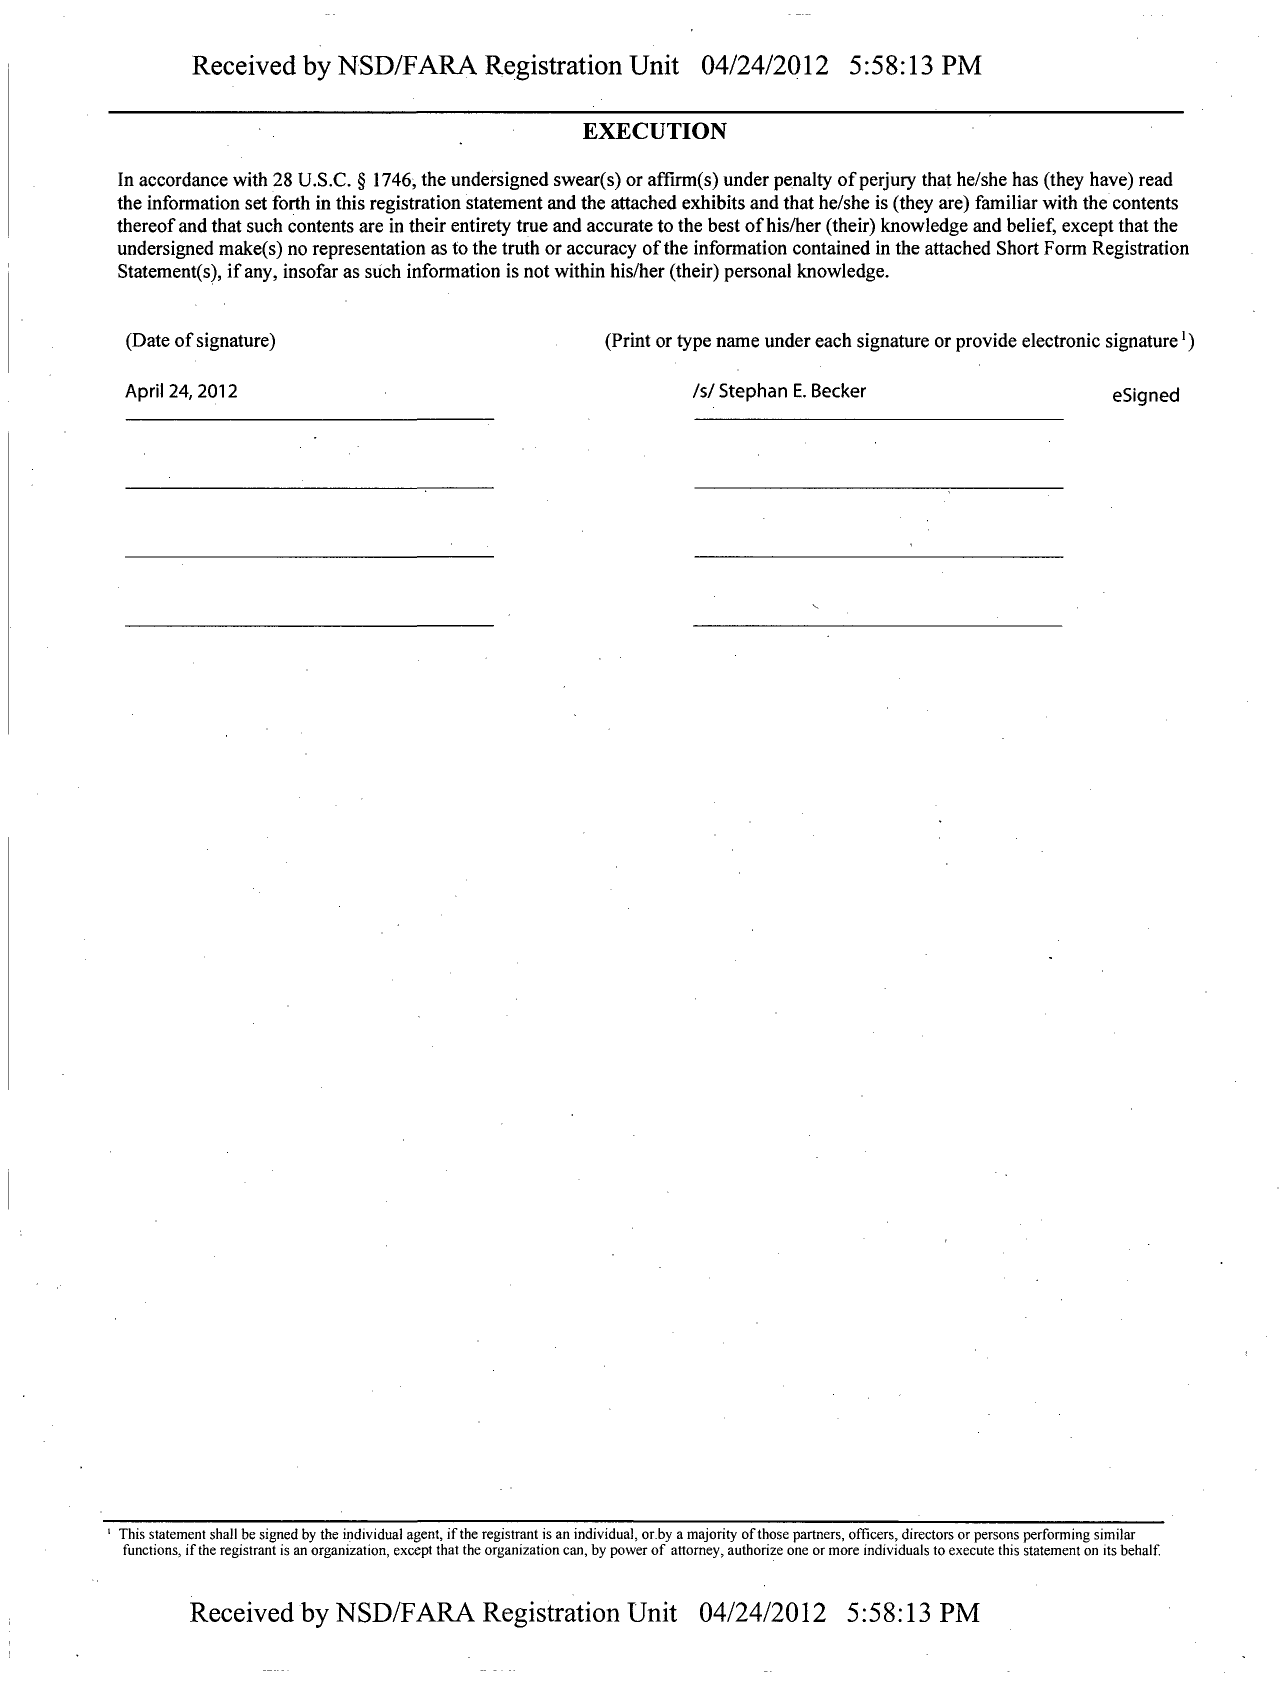 Received by NSD/FARA Registration Unit 04/24/2012 5:58:13 PM
EXECUTION
In accordance with 28 U.S.C. § 1746, the undersigned swear(s) or affirm(s) under penalty of perjury that he/she has (they have) read
the information set forth in this registration statement and the attached exhibits and that he/she is (they are) familiar with the contents
thereof and that such contents are in their entirety true and accurate to the best of his/her (their) knowledge and belief, except that the
undersigned make(s) no representation as to the truth or accuracy of the information contained in the attached Short Form Registration
Statement(s), if any, insofar as such information is not within his/her (their) personal knowledge.
(Date of signature) (Print or type name under each signature or provide electronic signature ¹)
April 24, 2012 /s/ Stephan E. Becker eSigned
¹ This statement shall be signed by the individual agent, if the registrant is an individual, or by a majority of those partners, officers, directors or persons performing similar
functions, if the registrant is an organization, except that the organization can, by power of attorney, authorize one or more individuals to execute this statement on its behalf.
Received by NSD/FARA Registration Unit 04/24/2012 5:58:13 PM